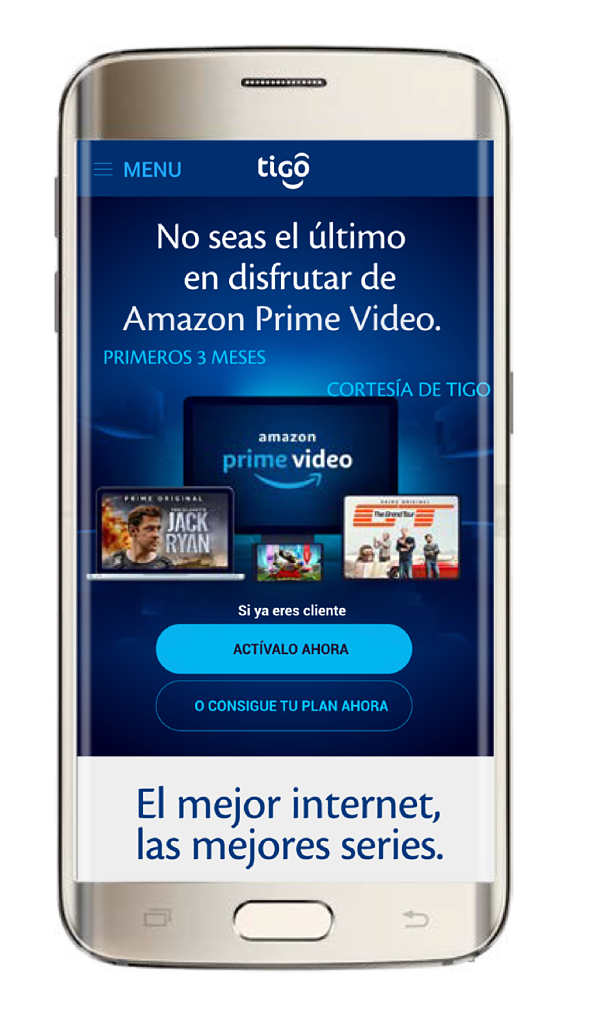 MENU
tigo
No seas el último
en disfrutar de
Amazon Prime Video.
PRIMEROS 3 MESES
CORTESÍA DE TIGO
amazon
prime video
PRIME ORIGINAL
JACK
RYAN
PRIME ORIGINAL
The Grand Tour
Si ya eres cliente
ACTÍVALO AHORA
O CONSIGUE TU PLAN AHORA
El mejor internet,
las mejores series.